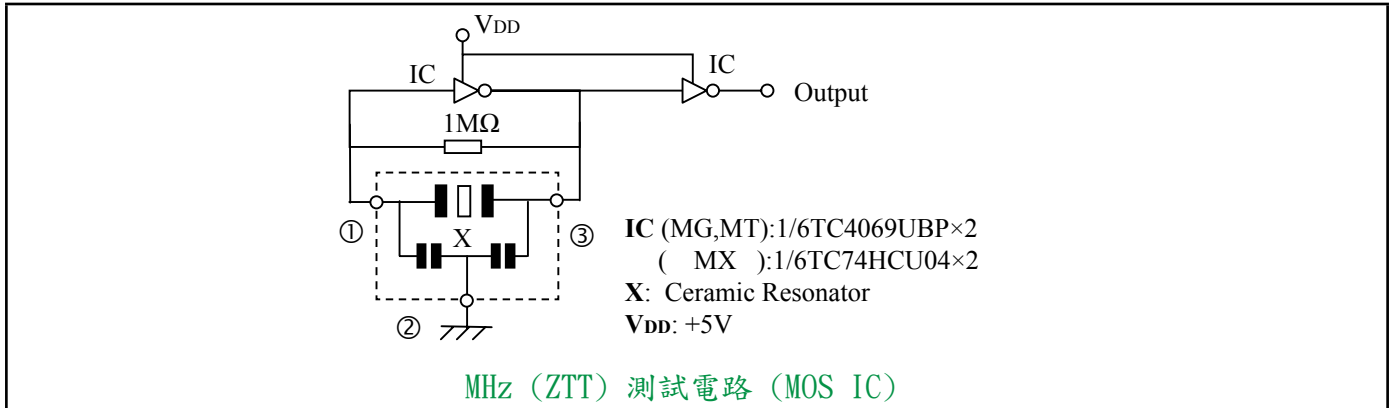 VDD
IC
IC
Output
1MΩ
①
X
③
IC (MG,MT):1/6TC4069UBP×2
( MX ):1/6TC74HCU04×2
X: Ceramic Resonator
VDD: +5V
②
MHz (ZTT) 測試電路 (MOS IC)